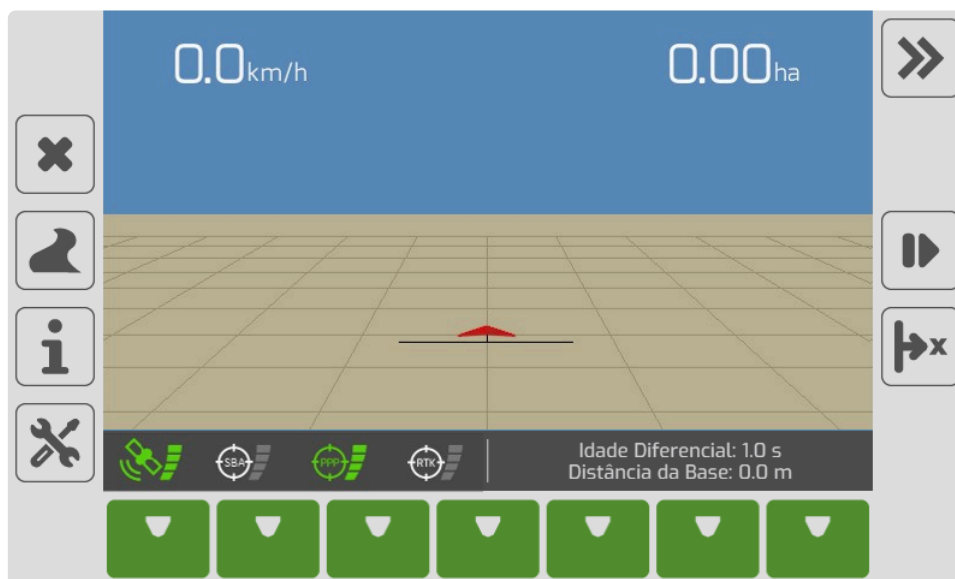 0.0km/h
0.00ha
SBA
PPP
RTK
Idade Diferencial: 1.0 s
Distância da Base: 0.0 m